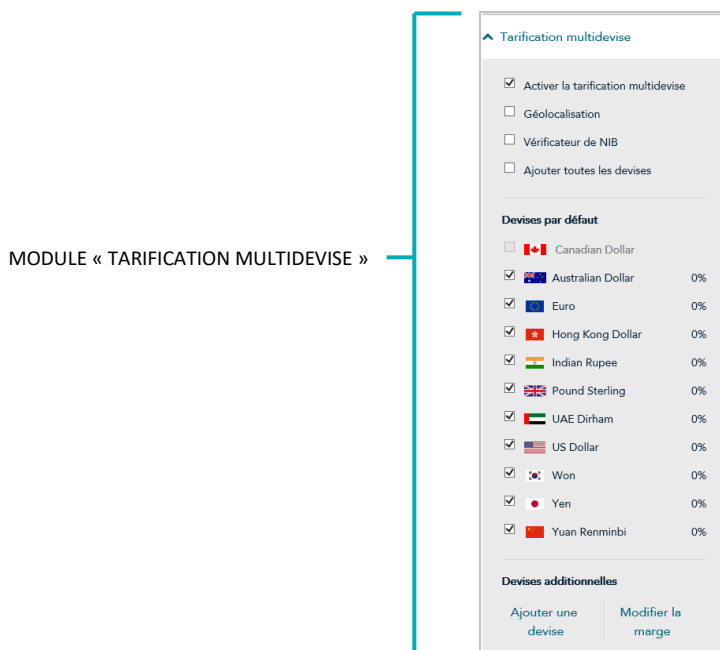 MODULE « TARIFICATION MULTIDEVISE »
Tarification multidevise
Activer la tarification multidevise
Géolocalisation
Vérificateur de NIB
Ajouter toutes les devises
Devises par défaut
Canadian Dollar
Australian Dollar 0%
Euro 0%
Hong Kong Dollar 0%
Indian Rupee 0%
Pound Sterling 0%
UAE Dirham 0%
US Dollar 0%
Won 0%
Yen 0%
Yuan Renminbi 0%
Devises additionnelles
Ajouter une devise
Modifier la marge